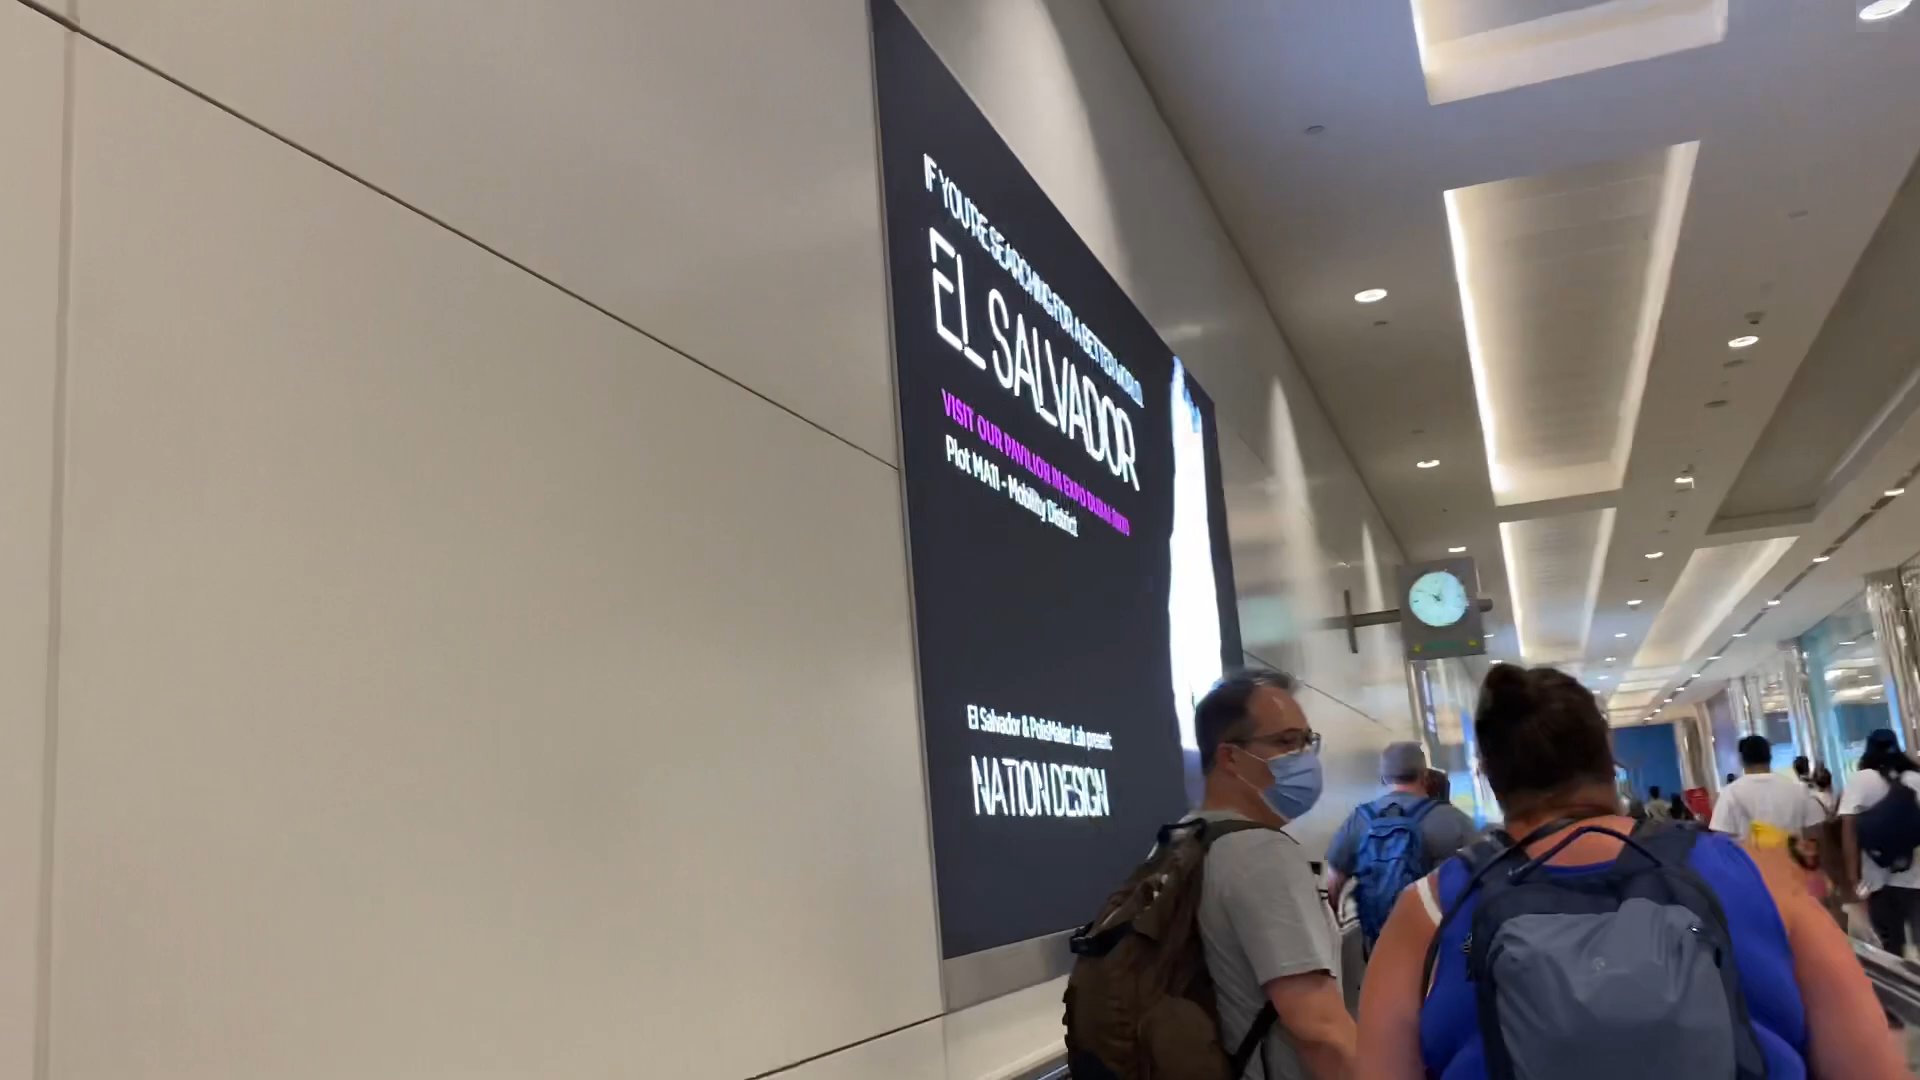 IF YOU'RE SEARCHING FOR A BETTER WORLD
EL SALVADOR
VISIT OUR PAVILION IN EXPO DUBAI 2020
Plot MA11 - Mobility District
El Salvador & PolisMaker Lab present:
NATION DESIGN